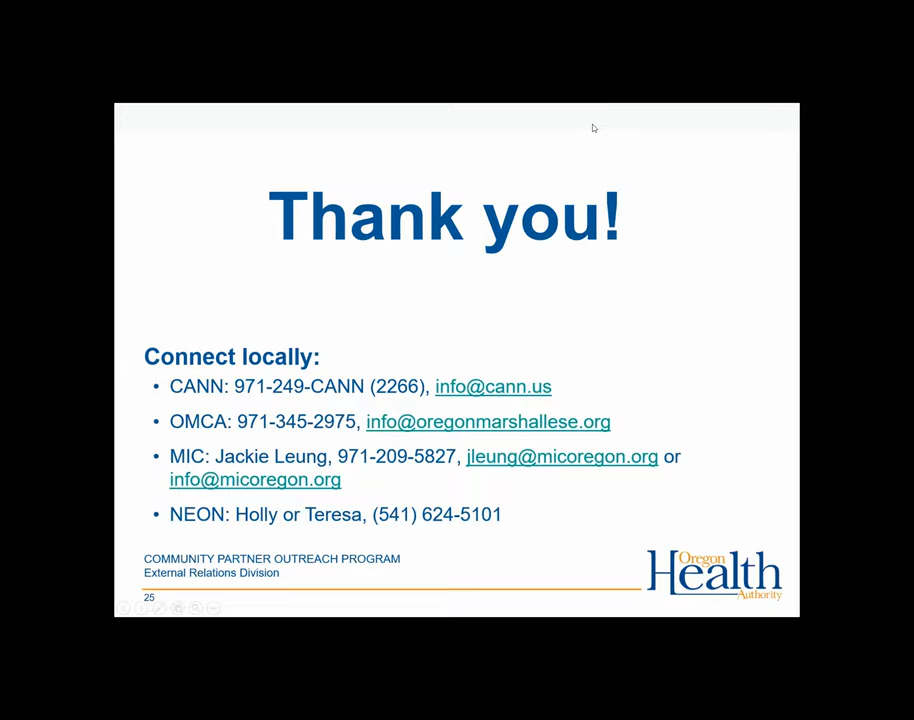 Thank you!
Connect locally:
• CANN: 971-249-CANN (2266), info@cann.us
• OMCA: 971-345-2975, info@oregonmarshallese.org
• MIC: Jackie Leung, 971-209-5827, jleung@micoregon.org or
info@micoregon.org
• NEON: Holly or Teresa, (541) 624-5101
COMMUNITY PARTNER OUTREACH PROGRAM
External Relations Division
25
Oregon
Health
Authority